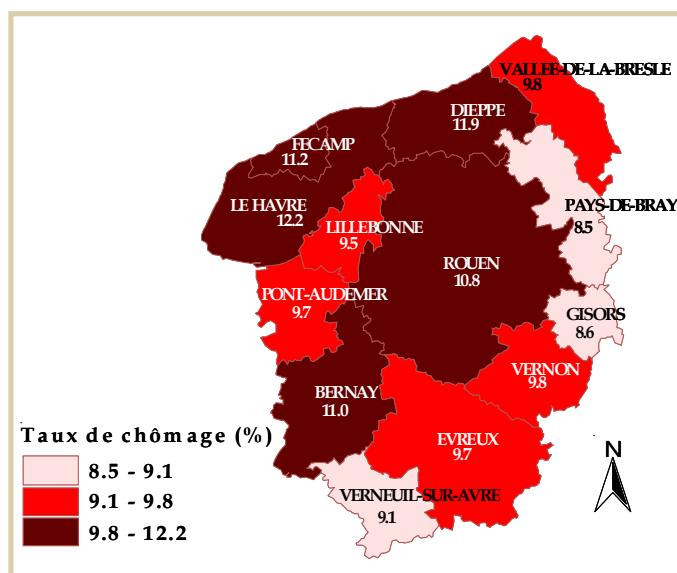 VALLEE-DE-LA-BRESLE
9.8
DIEPPE
11.9
FECAMP
11.2
LE HAVRE
12.2
PAYS-DE-BRAY
8.5
LILLEBONNE
9.5
ROUEN
10.8
PONT-AUDEMER
9.7
GISORS
8.6
VERNON
9.8
BERNAY
11.0
EVREUX
9.7
VERNEUIL-SUR-AVRE
9.1
Taux de chômage (%)
8.5 - 9.1
9.1 - 9.8
9.8 - 12.2
N